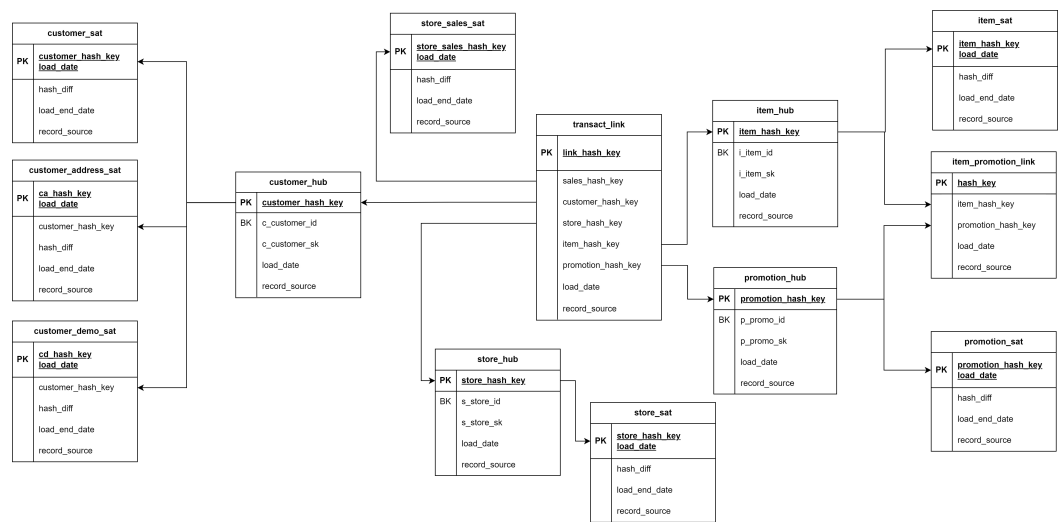 customer_sat
PK
customer_hash_key
load_date
hash_diff
load_end_date
record_source
customer_address_sat
PK
ca_hash_key
load_date
customer_hash_key
hash_diff
load_end_date
record_source
customer_demo_sat
PK
cd_hash_key
load_date
customer_hash_key
hash_diff
load_end_date
record_source
customer_hub
PK customer_hash_key
BK c_customer_id
c_customer_sk
load_date
record_source
store_sales_sat
PK
store_sales_hash_key
load_date
hash_diff
load_end_date
record_source
transact_link
PK link_hash_key
sales_hash_key
customer_hash_key
store_hash_key
item_hash_key
promotion_hash_key
load_date
record_source
store_hub
PK store_hash_key
BK s_store_id
s_store_sk
load_date
record_source
store_sat
PK
store_hash_key
load_date
hash_diff
load_end_date
record_source
item_hub
PK item_hash_key
BK i_item_id
i_item_sk
load_date
record_source
promotion_hub
PK promotion_hash_key
BK p_promo_id
p_promo_sk
load_date
record_source
item_sat
PK
item_hash_key
load_date
hash_diff
load_end_date
record_source
item_promotion_link
PK hash_key
item_hash_key
promotion_hash_key
load_date
record_source
promotion_sat
PK
promotion_hash_key
load_date
hash_diff
load_end_date
record_source